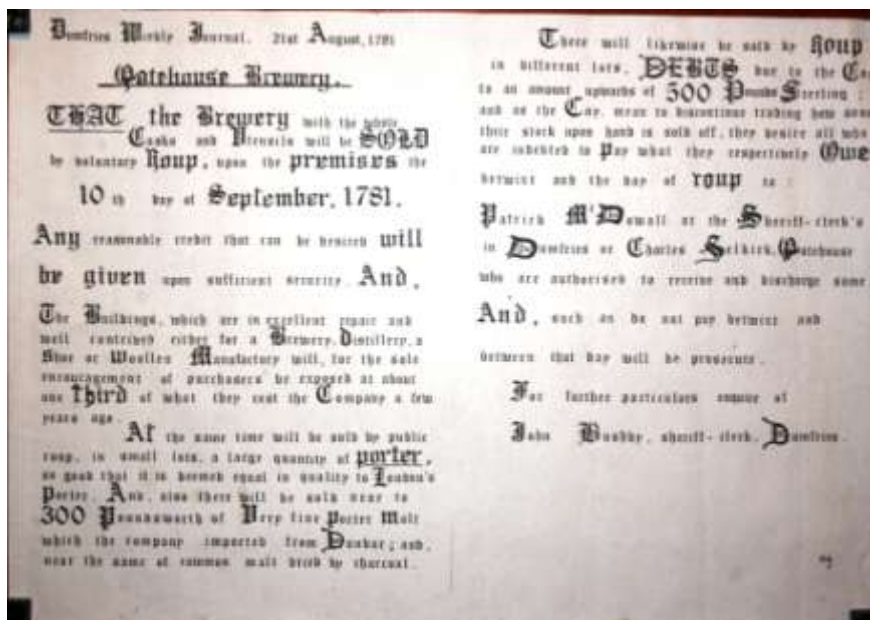 Dumfries Weekly Journal. 21st August, 1781
Gatehouse Brewery.
THAT the Brewery with the whole
Casks and Utensils will be SOLD
by voluntary Roup, upon the premises the
10 th day of September, 1781.
Any reasonable credit that can be desired will
be given upon sufficient security. And,
The Buildings, which are in excellent repair and
well contrived either for a Brewery, Distillery, a
Shoe or Woollen Manufactory will, for the sale
encouragement of purchasers be exposed at about
one Third of what they cost the Company a few
years ago.
At the same time will be sold by public
roup, in small lots, a large quantity of porter,
so good that it is deemed equal in quality to London's
Porter. And, also there will be sold near to
300 Poundsworth of Very fine Porter Malt
which the company imported from Dunbar; and,
near the same of common malt dried by charcoal.
There will likewise be sold by Roup
in different lots, DEBTS due to the Coy
to an amount upwards of 500 Pounds Sterling;
and as the Coy. mean to discontinue trading how soon
their stock upon hand is sold off, they desire all who
are indebted to Pay what they respectively Owe
betwixt and the day of roup to:
Patrick M'Dowall at the Sheriff-clerk's
in Dumfries or Charles Selkirk, Gatehouse
who are authorised to receive and discharge same
And, such as do not pay betwixt and
between that day will be prosecute.
For further particulars enquire of
John Bushby, sheriff-clerk, Dumfries.